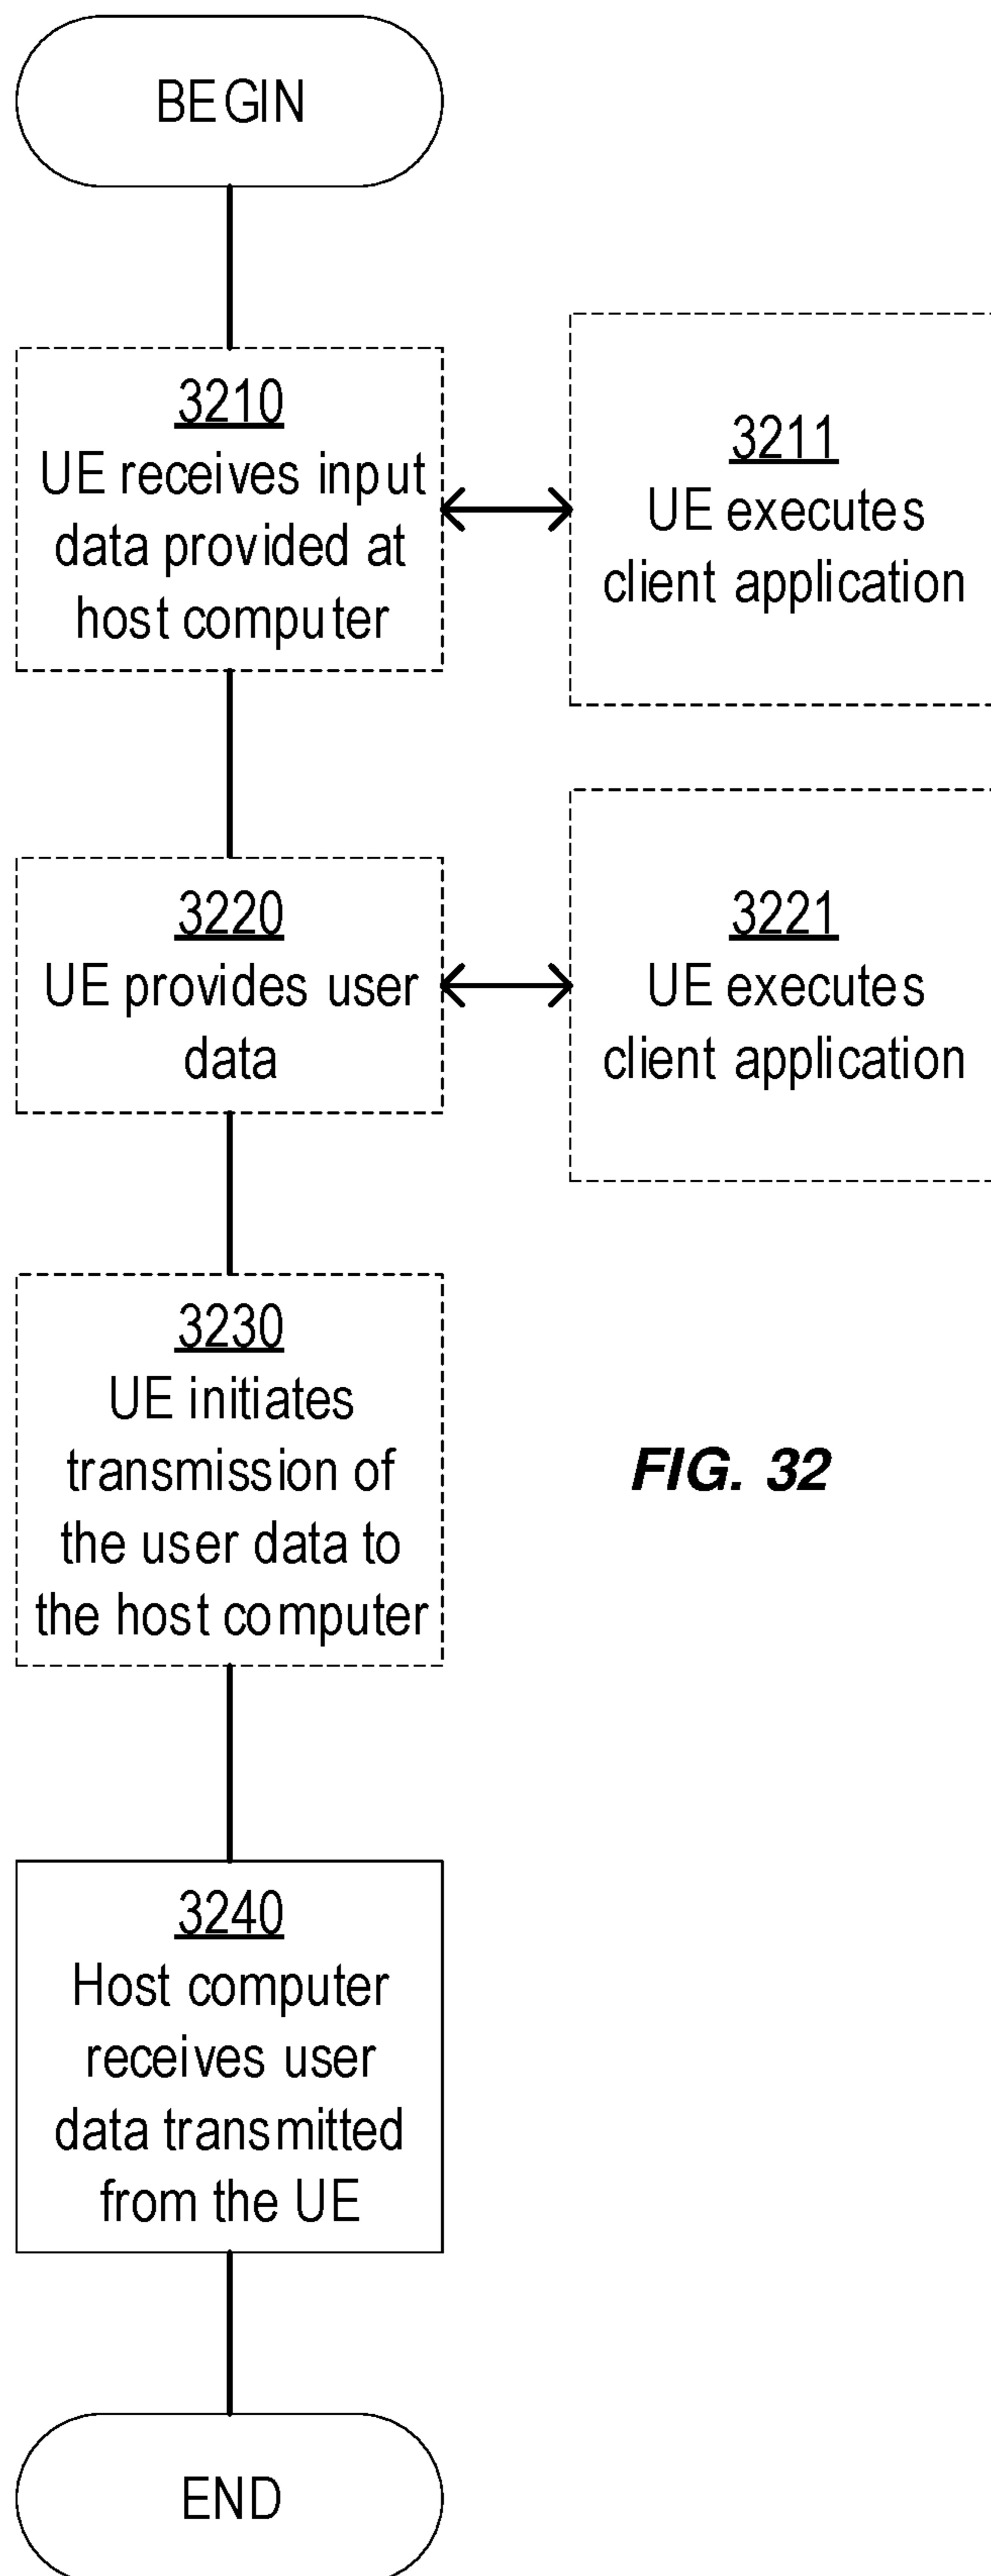 BEGIN
3210
UE receives input
data provided at
host computer
3211
UE executes
client application
3220
UE provides user
data
3221
UE executes
client application
3230
UE initiates
transmission of
the user data to
the host computer
FIG. 32
3240
Host computer
receives user
data transmitted
from the UE
END